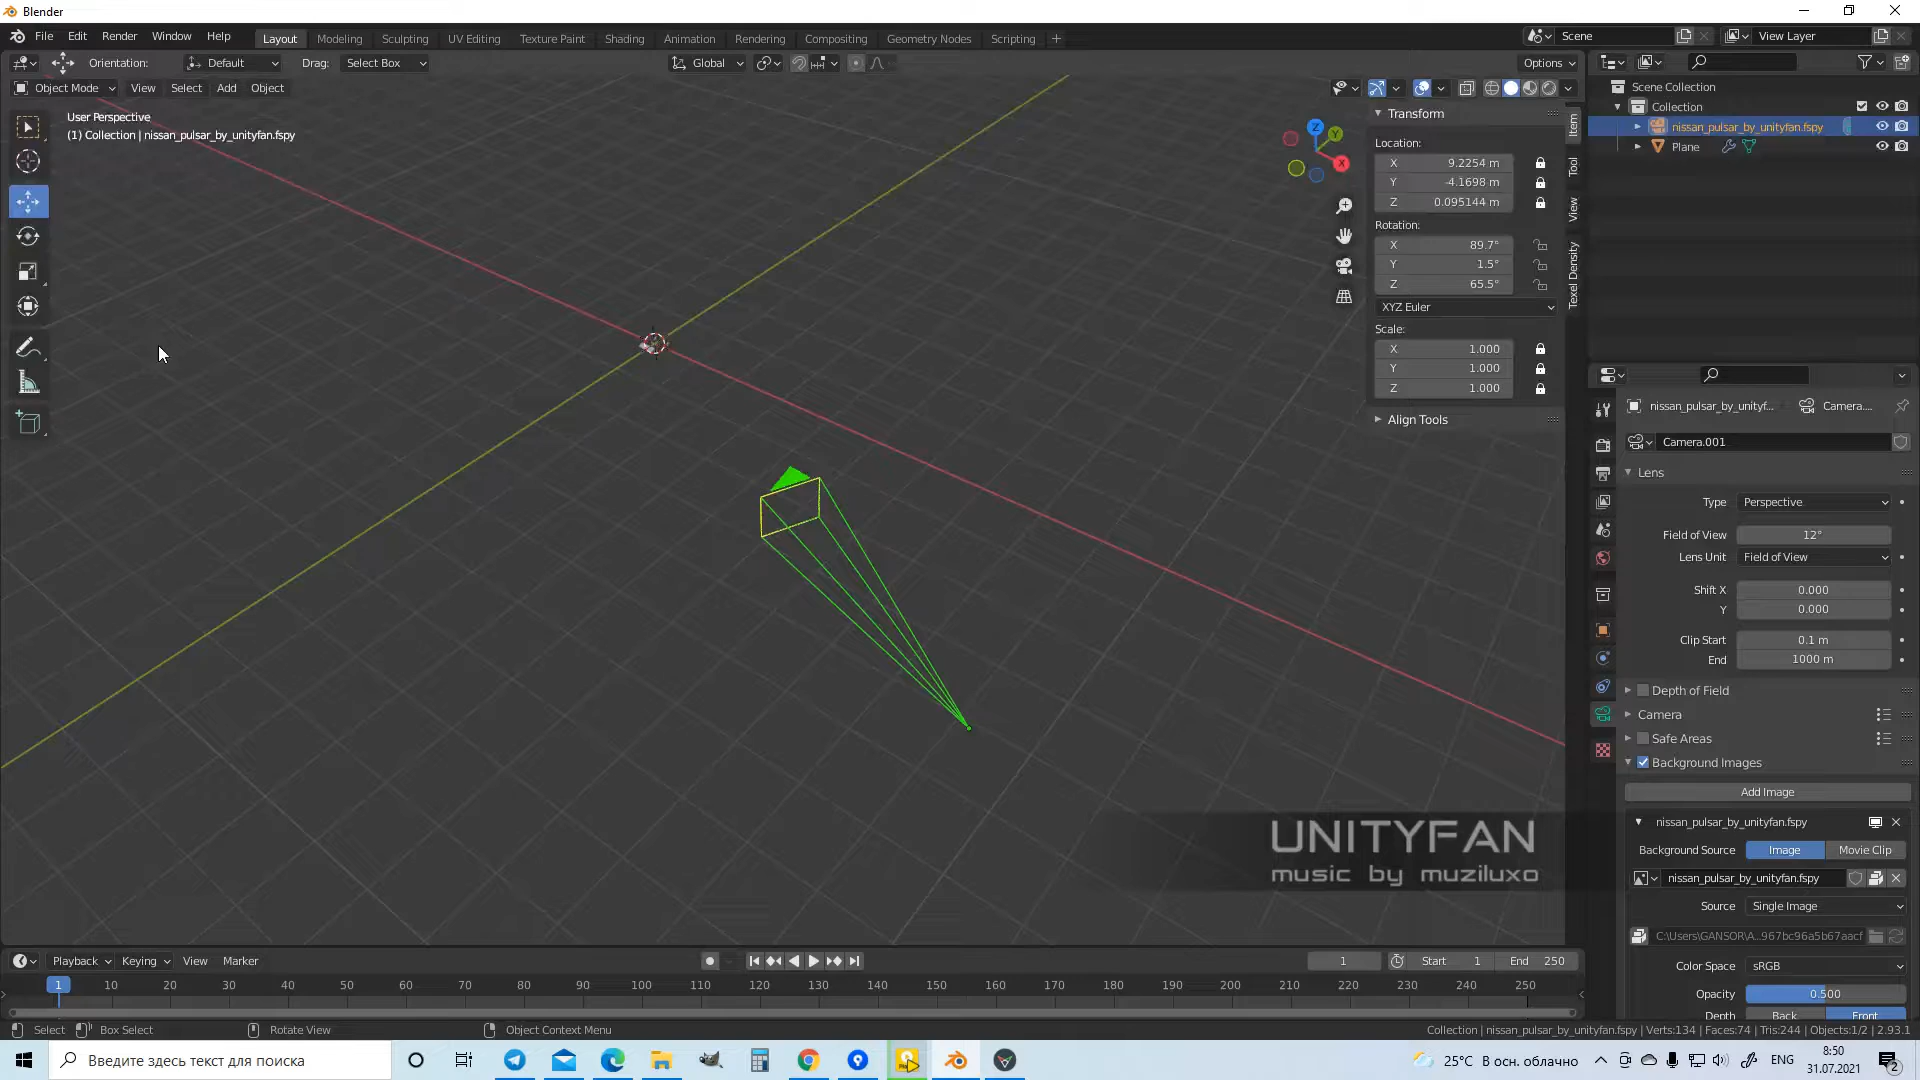 Blender
File Edit Render Window Help Layout Modeling Sculpting UV Editing Texture Paint Shading Animation Rendering Compositing Geometry Nodes Scripting + Scene View Layer
Orientation: Default Drag: Select Box Global Options
Object Mode View Select Add Object
User Perspective
(1) Collection | nissan_pulsar_by_unityfan.fspy
Z Y X
Transform
Location:
X 9.2254 m
Y -4.1698 m
Z 0.095144 m
Rotation:
X 89.7°
Y 1.5°
Z 65.5°
XYZ Euler
Scale:
X 1.000
Y 1.000
Z 1.000
Align Tools
Item
Tool
View
Texel Density
Scene Collection
Collection
nissan_pulsar_by_unityfan.fspy
Plane
nissan_pulsar_by_unityf... Camera....
Camera.001
Lens
Type Perspective
Field of View 12°
Lens Unit Field of View
Shift X 0.000
Y 0.000
Clip Start 0.1 m
End 1000 m
Depth of Field
Camera
Safe Areas
Background Images
Add Image
nissan_pulsar_by_unityfan.fspy
Background Source Image Movie Clip
nissan_pulsar_by_unityfan.fspy
Source Single Image
C:\Users\GANSOR\A...967bc96a5b67aacf
Color Space sRGB
Opacity 0.500
Depth Back Front
UNITYFAN
music by muziluxo
Playback Keying View Marker 1 Start 1 End 250
1 10 20 30 40 50 60 70 80 90 100 110 120 130 140 150 160 170 180 190 200 210 220 230 240 250
Select Box Select Rotate View Object Context Menu Collection | nissan_pulsar_by_unityfan.fspy | Verts:134 | Faces:74 | Tris:244 | Objects:1/2 | 2.93.1
Введите здесь текст для поиска 25°C В осн. облачно ENG 8:50
31.07.2021 2